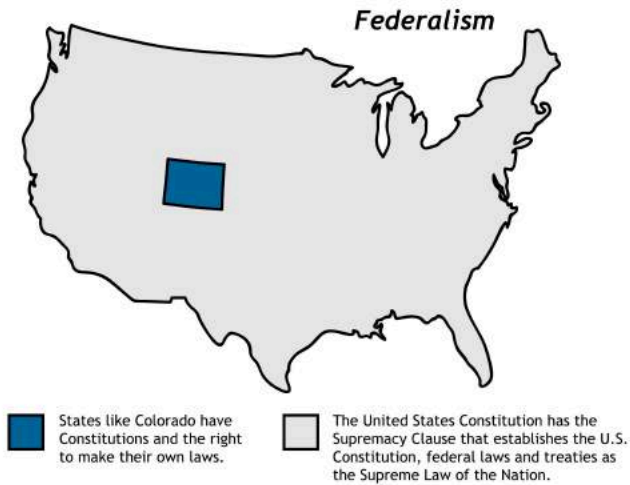 Federalism
States like Colorado have
Constitutions and the right
to make their own laws.
The United States Constitution has the
Supremacy Clause that establishes the U.S.
Constitution, federal laws and treaties as
the Supreme Law of the Nation.